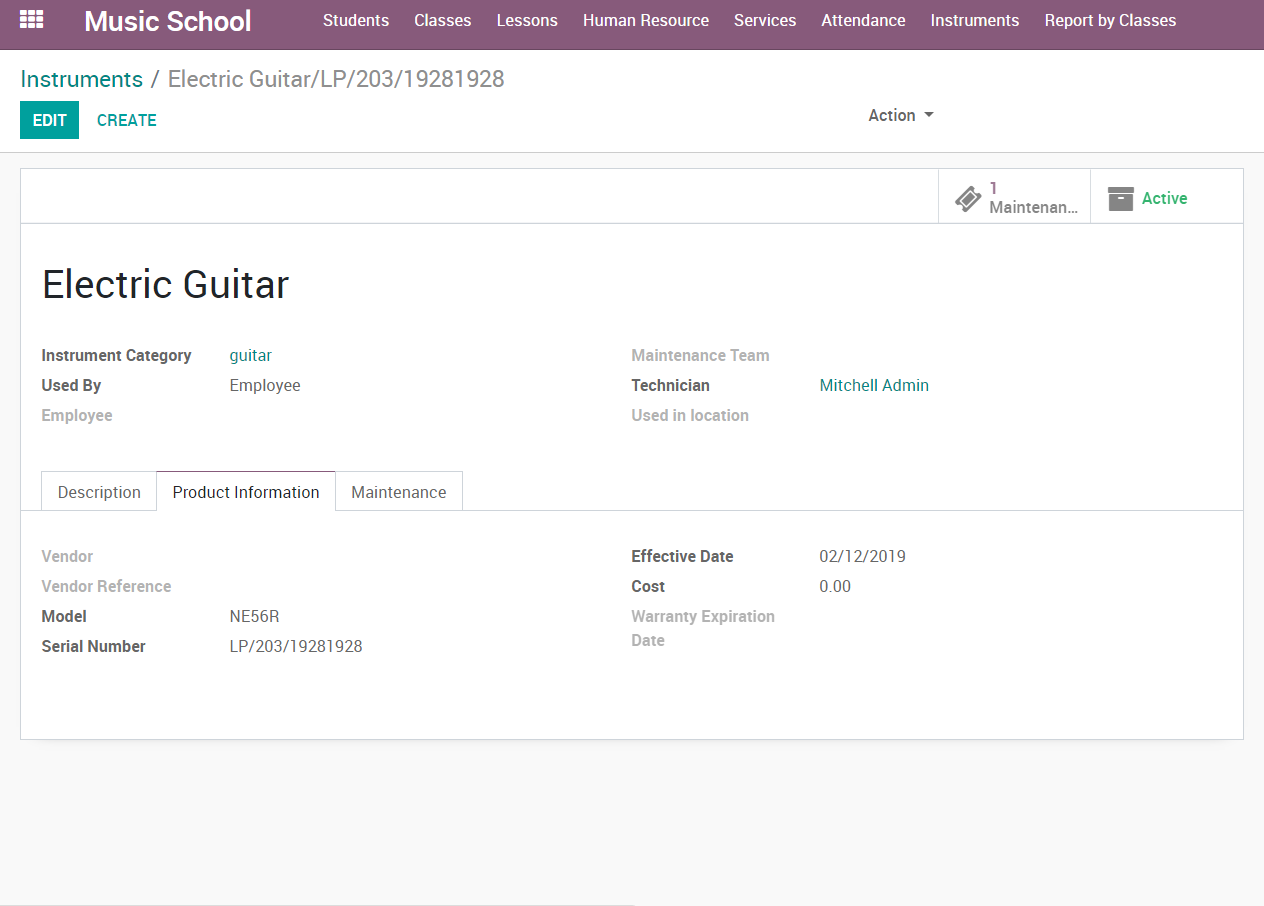 Music School Students Classes Lessons Human Resource Services Attendance Instruments Report by Classes
Instruments / Electric Guitar/LP/203/19281928
EDIT CREATE Action
1
Maintenan...
Active
Electric Guitar
Instrument Category guitar Maintenance Team
Used By Employee Technician Mitchell Admin
Employee Used in location
Description Product Information Maintenance
Vendor Effective Date 02/12/2019
Vendor Reference Cost 0.00
Model NE56R Warranty Expiration
Date
Serial Number LP/203/19281928